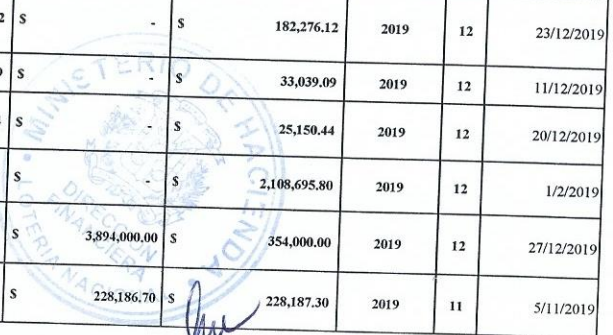 2 $ - $ 182,276.12 2019 12 23/12/2019
$ - $ 33,039.09 2019 12 11/12/2019
$ - $ 25,150.44 2019 12 20/12/2019
$ - $ 2,108,695.80 2019 12 1/2/2019
$ 3,894,000.00 $ 354,000.00 2019 12 27/12/2019
$ 228,186.70 $ 228,187.30 2019 11 5/11/2019
MINISTERIO DE HACIENDA
DIRECCION
FINANCIERA
LOTERIA NACIONAL